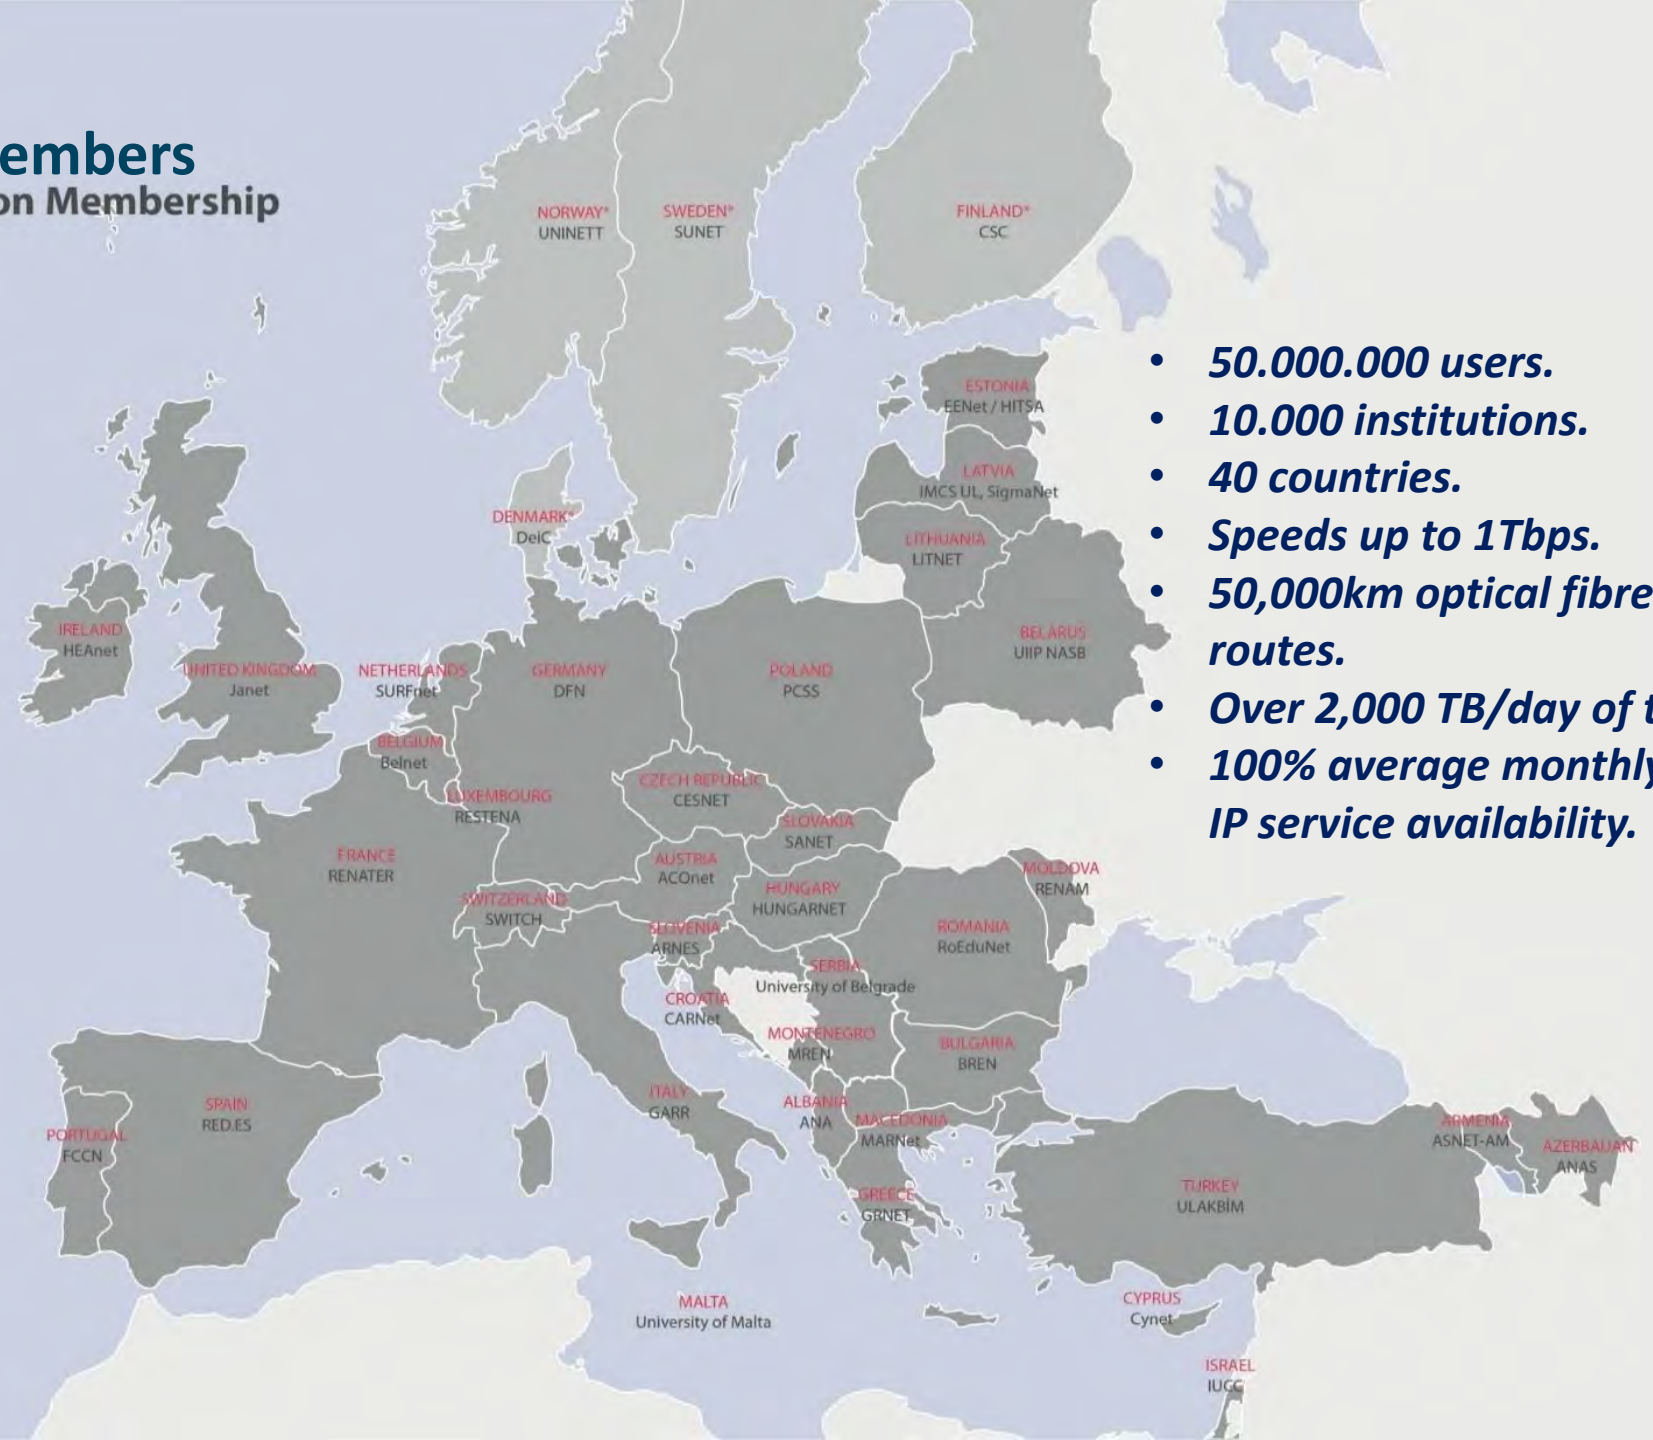 embers
on Membership
NORWAY*
UNINETT
SWEDEN*
SUNET
FINLAND*
CSC
• 50.000.000 users.
• 10.000 institutions.
• 40 countries.
• Speeds up to 1Tbps.
• 50,000km optical fibre
routes.
• Over 2,000 TB/day of t
• 100% average monthly
IP service availability.
ESTONIA
EENet / HITSA
LATVIA
IMCS UL, SigmaNet
DENMARK*
DeiC
LITHUANIA
LITNET
IRELAND
HEAnet
BELARUS
UIIP NASB
UNITED KINGDOM
Janet
NETHERLANDS
SURFnet
GERMANY
DFN
POLAND
PCSS
BELGIUM
Belnet
LUXEMBOURG
RESTENA
CZECH REPUBLIC
CESNET
SLOVAKIA
SANET
FRANCE
RENATER
AUSTRIA
ACOnet
MOLDOVA
RENAM
SWITZERLAND
SWITCH
HUNGARY
HUNGARNET
SLOVENIA
ARNES
ROMANIA
RoEduNet
SERBIA
University of Belgrade
CROATIA
CARNet
MONTENEGRO
MREN
BULGARIA
BREN
SPAIN
RED.ES
ITALY
GARR
ALBANIA
ANA
MACEDONIA
MARNet
PORTUGAL
FCCN
ARMENIA
ASNET-AM
AZERBAIJAN
ANAS
GREECE
GRNET
TURKEY
ULAKBİM
MALTA
University of Malta
CYPRUS
Cynet
ISRAEL
IUCC